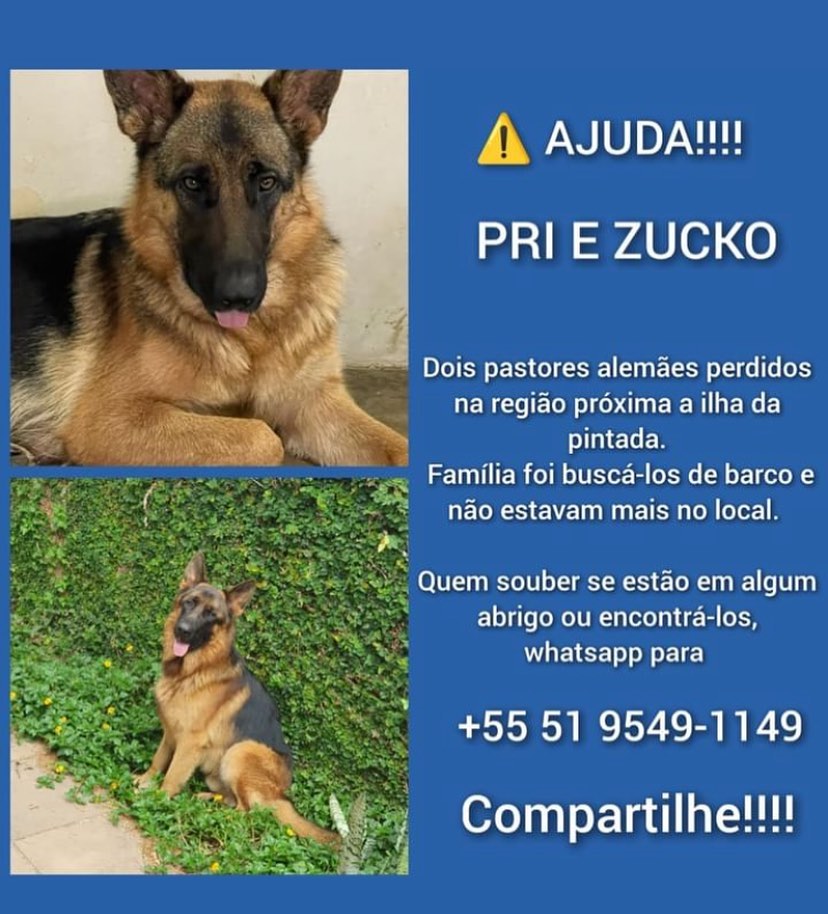 ⚠️ AJUDA!!!!
PRI E ZUCKO
Dois pastores alemães perdidos
na região próxima a ilha da
pintada.
Família foi buscá-los de barco e
não estavam mais no local.
Quem souber se estão em algum
abrigo ou encontrá-los,
whatsapp para
+55 51 9549-1149
Compartilhe!!!!